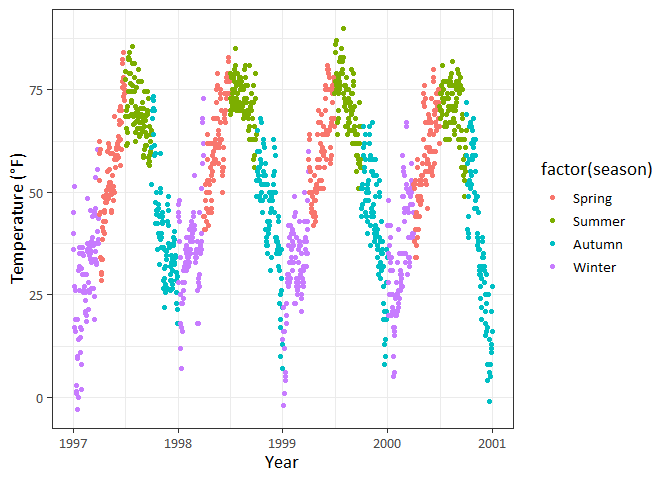 Temperature (°F)
75
50
25
0
1997
1998
1999
2000
2001
Year
factor(season)
Spring
Summer
Autumn
Winter